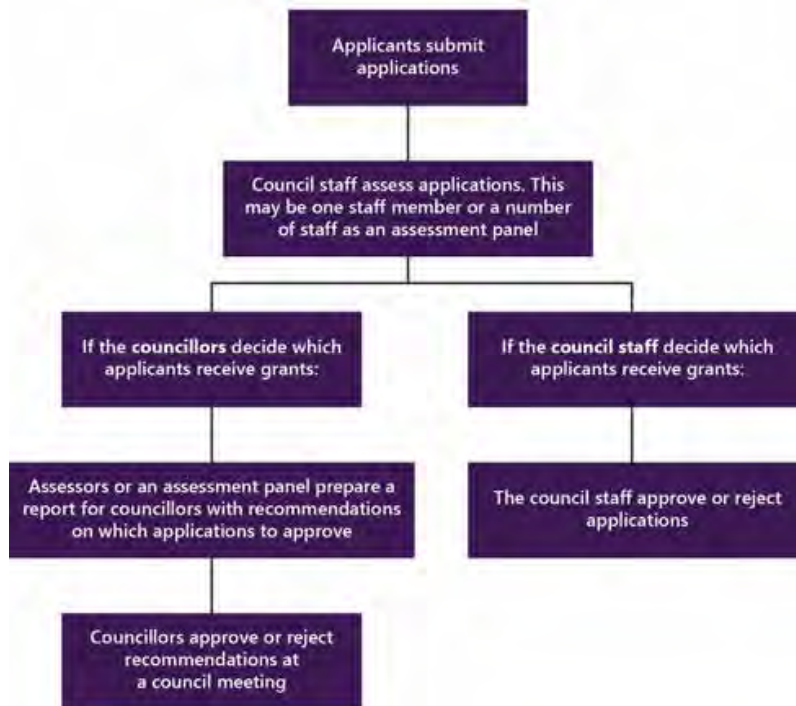 Applicants submit
applications
Council staff assess applications. This
may be one staff member or a number
of staff as an assessment panel
If the councillors decide which
applicants receive grants:
If the council staff decide which
applicants receive grants:
Assessors or an assessment panel prepare a
report for councillors with recommendations
on which applications to approve
The council staff approve or reject
applications
Councillors approve or reject
recommendations at
a council meeting